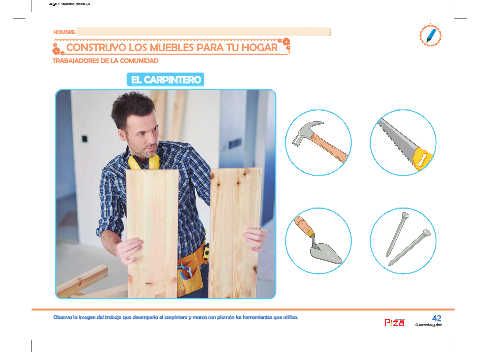 NOMBRE:
CONSTRUYO LOS MUEBLES PARA TU HOGAR
TRABAJADORES DE LA COMUNIDAD
EL CARPINTERO
Observa la imagen del trabajo que desempeña el carpintero y marca con plumón las herramientas que utiliza.
42